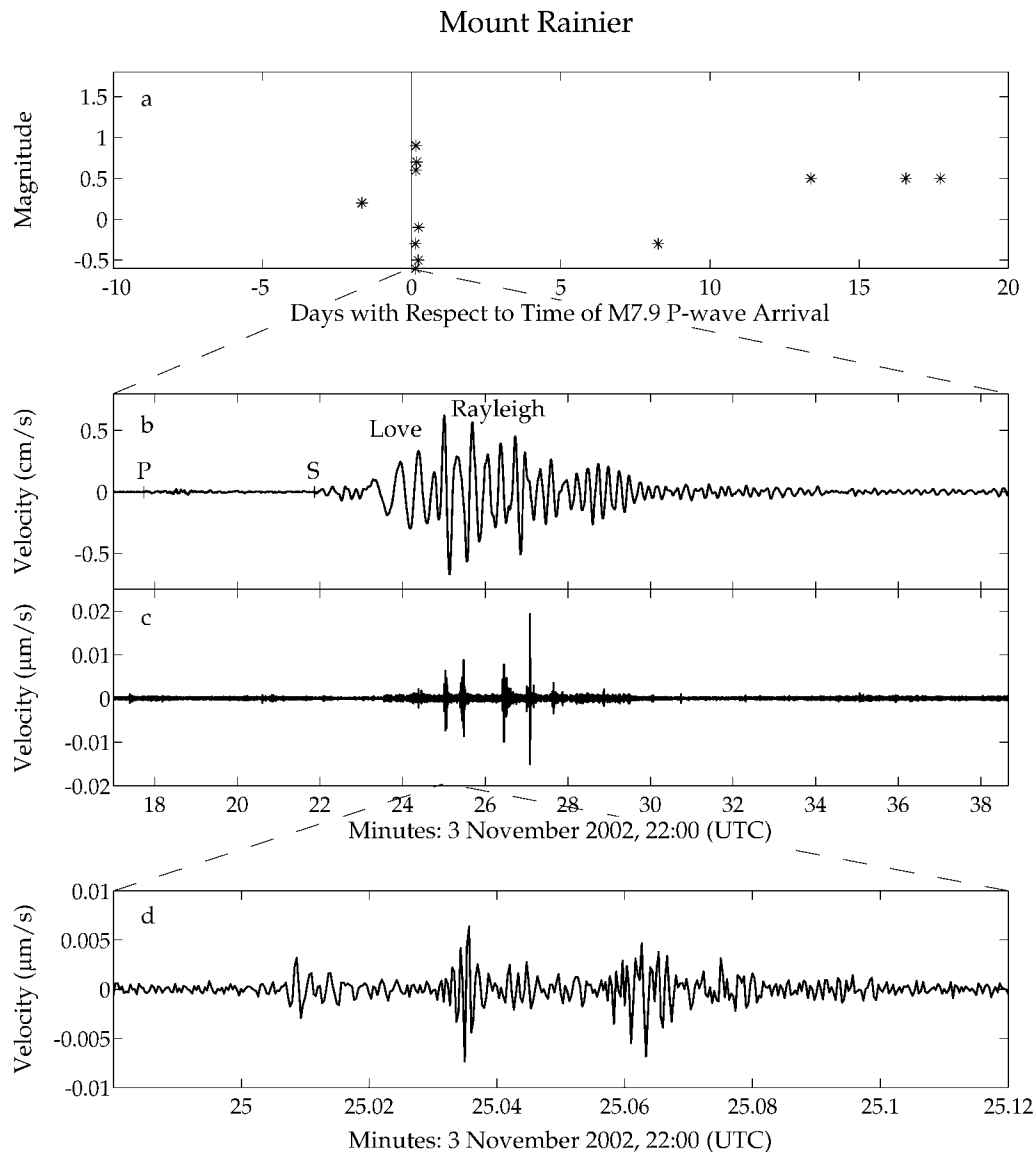 Mount Rainier
a
Magnitude
1.5
1
0.5
0
-0.5
-10 -5 0 5 10 15 20
Days with Respect to Time of M7.9 P-wave Arrival
b
Velocity (cm/s)
0.5
0
-0.5
P
S
Love
Rayleigh
c
Velocity (μm/s)
0.02
0.01
0
-0.01
-0.02
18 20 22 24 26 28 30 32 34 36 38
Minutes: 3 November 2002, 22:00 (UTC)
d
Velocity (μm/s)
0.01
0.005
0
-0.005
-0.01
25 25.02 25.04 25.06 25.08 25.1 25.12
Minutes: 3 November 2002, 22:00 (UTC)